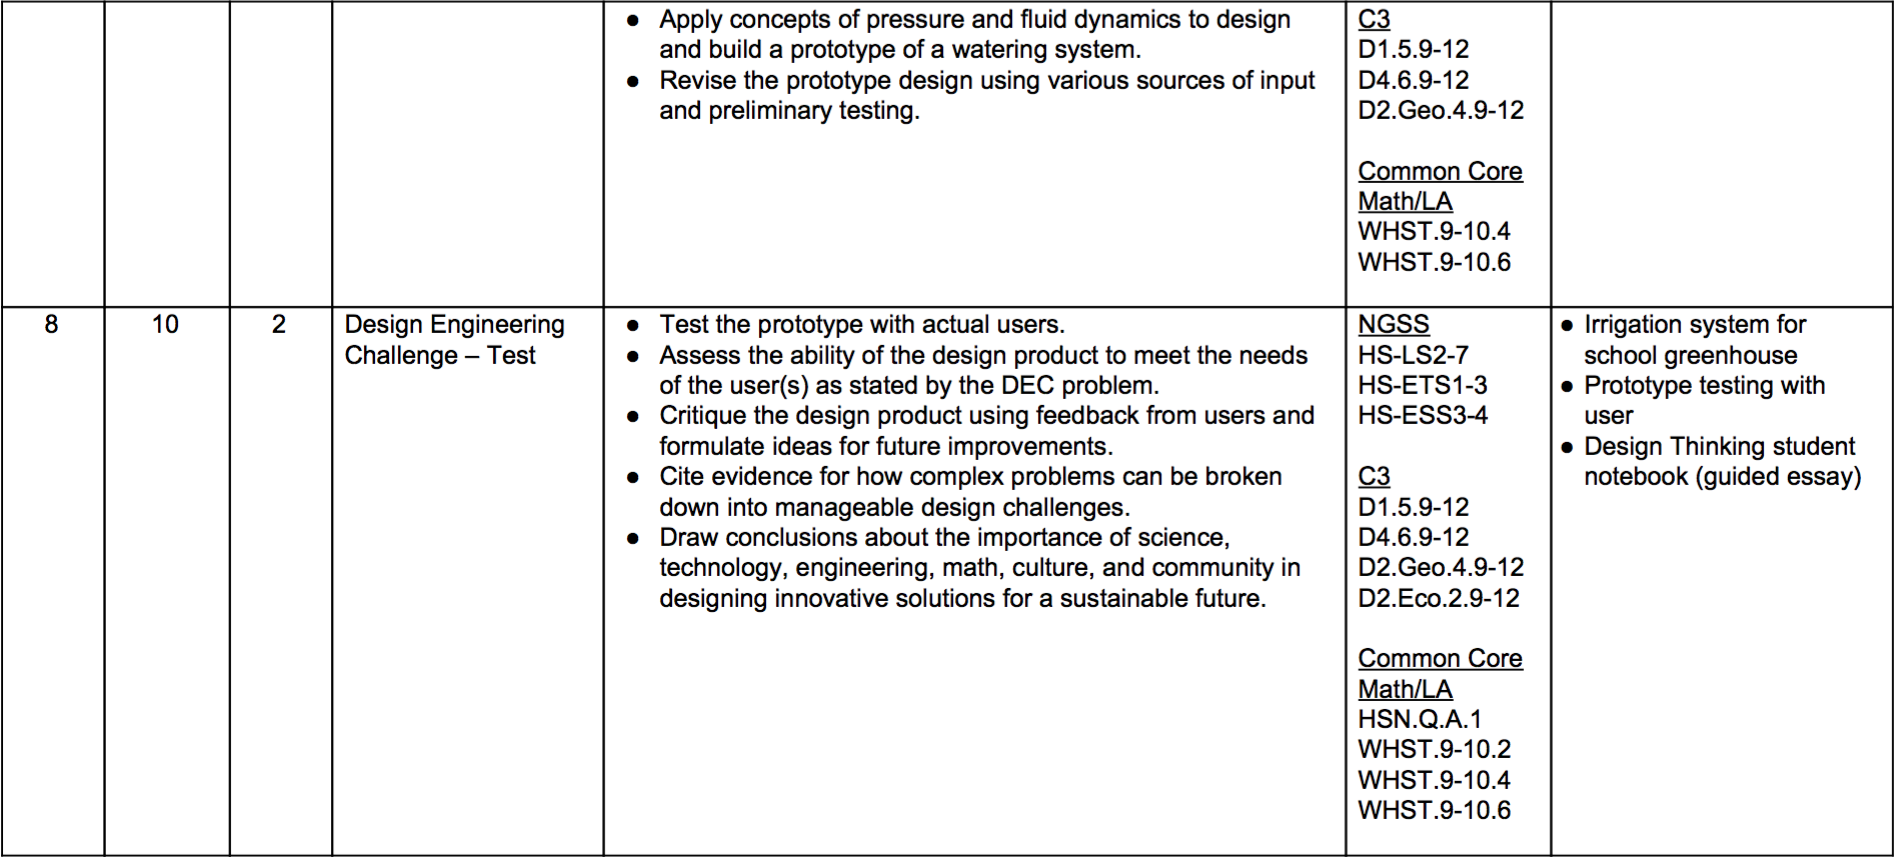 ● Apply concepts of pressure and fluid dynamics to design
and build a prototype of a watering system.
● Revise the prototype design using various sources of input
and preliminary testing.
C3
D1.5.9-12
D4.6.9-12
D2.Geo.4.9-12
Common Core
Math/LA
WHST.9-10.4
WHST.9-10.6
8
10
2
Design Engineering
Challenge – Test
● Test the prototype with actual users.
● Assess the ability of the design product to meet the needs
of the user(s) as stated by the DEC problem.
● Critique the design product using feedback from users and
formulate ideas for future improvements.
● Cite evidence for how complex problems can be broken
down into manageable design challenges.
● Draw conclusions about the importance of science,
technology, engineering, math, culture, and community in
designing innovative solutions for a sustainable future.
NGSS
HS-LS2-7
HS-ETS1-3
HS-ESS3-4
C3
D1.5.9-12
D4.6.9-12
D2.Geo.4.9-12
D2.Eco.2.9-12
Common Core
Math/LA
HSN.Q.A.1
WHST.9-10.2
WHST.9-10.4
WHST.9-10.6
● Irrigation system for
school greenhouse
● Prototype testing with
user
● Design Thinking student
notebook (guided essay)